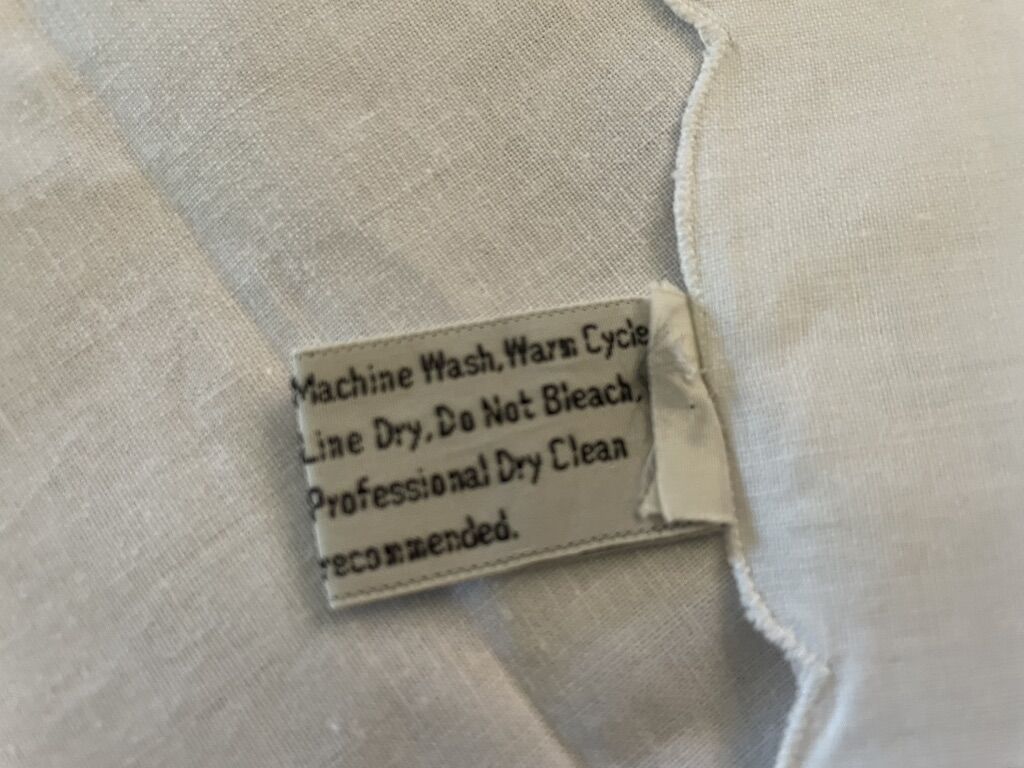 Machine Wash,Warm Cycle
Line Dry,Do Not Bleach,
Professional Dry Clean
recommended.